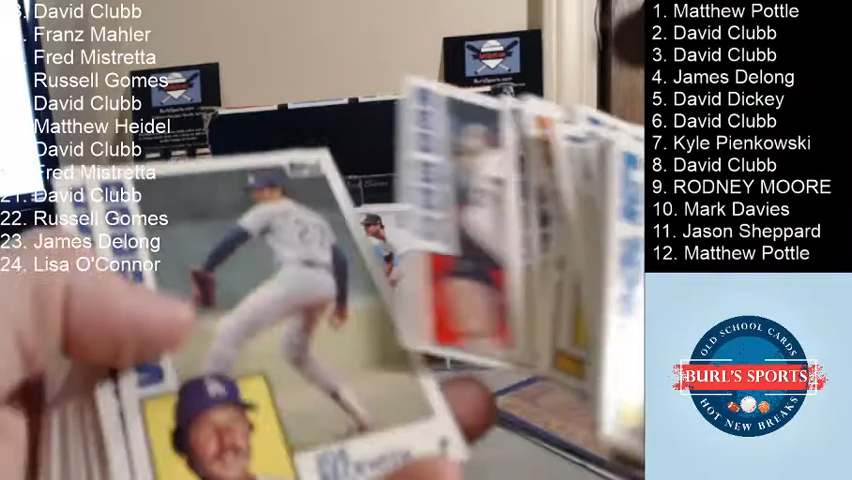 David Clubb
Franz Mahler
Fred Mistretta
Russell Gomes
David Clubb
Matthew Heidel
David Clubb
Fred Mistretta
21. David Clubb
22. Russell Gomes
23. James Delong
24. Lisa O'Connor
1. Matthew Pottle
2. David Clubb
3. David Clubb
4. James Delong
5. David Dickey
6. David Clubb
7. Kyle Pienkowski
8. David Clubb
9. RODNEY MOORE
10. Mark Davies
11. Jason Sheppard
12. Matthew Pottle
OLD SCHOOL CARDS
BURL'S SPORTS
HOT NEW BREAKS